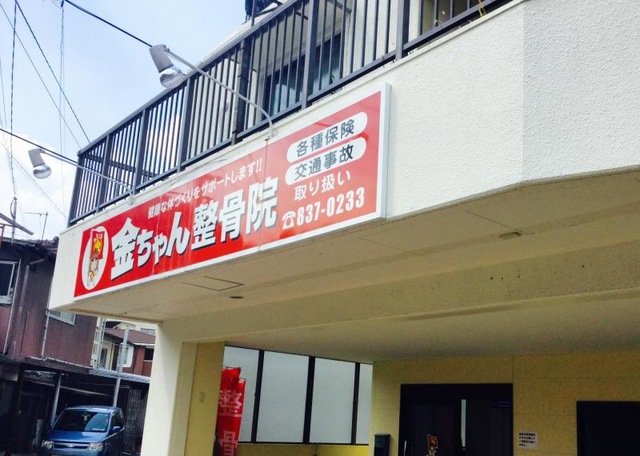 健康な体づくりをサポートします!!
金ちゃん整骨院
各種保険
交通事故
取り扱い
☎837-0233
整骨